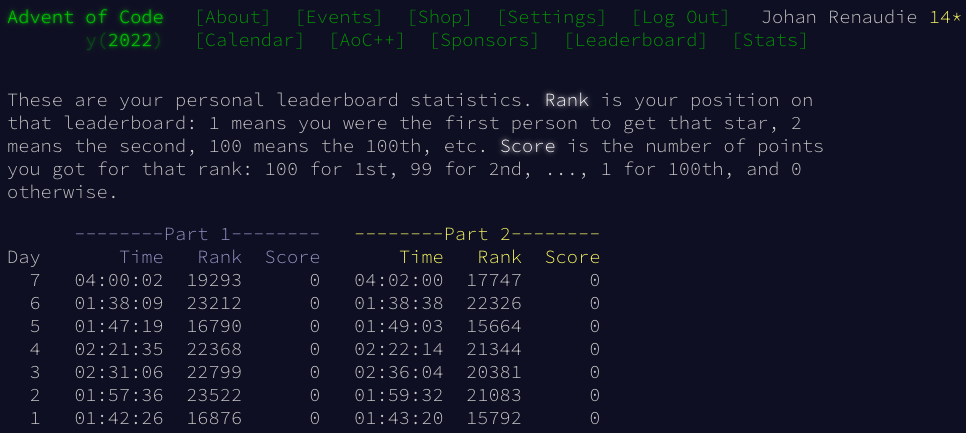 Advent of Code [About] [Events] [Shop] [Settings] [Log Out] Johan Renaudie 14*
y(2022) [Calendar] [AoC++] [Sponsors] [Leaderboard] [Stats]
These are your personal leaderboard statistics. Rank is your position on
that leaderboard: 1 means you were the first person to get that star, 2
means the second, 100 means the 100th, etc. Score is the number of points
you got for that rank: 100 for 1st, 99 for 2nd, ..., 1 for 100th, and 0
otherwise.
--------Part 1-------- --------Part 2--------
Day Time Rank Score Time Rank Score
7 04:00:02 19293 0 04:02:00 17747 0
6 01:38:09 23212 0 01:38:38 22326 0
5 01:47:19 16790 0 01:49:03 15664 0
4 02:21:35 22368 0 02:22:14 21344 0
3 02:31:06 22799 0 02:36:04 20381 0
2 01:57:36 23522 0 01:59:32 21083 0
1 01:42:26 16876 0 01:43:20 15792 0